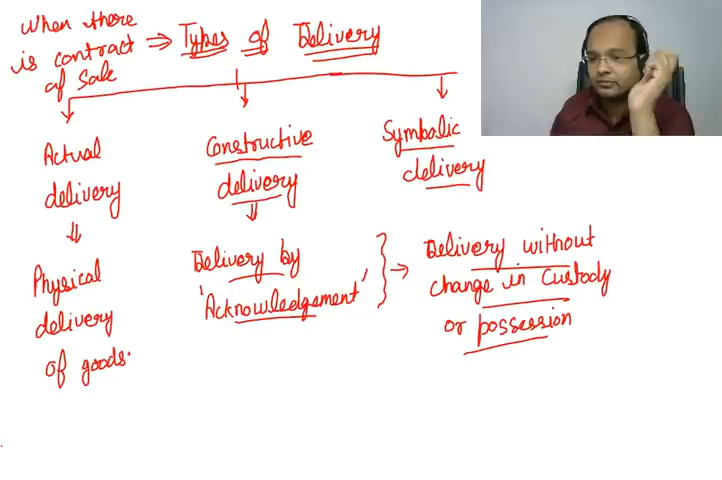 When there
is contract
of Sale
⇒ Types of Delivery
Actual
delivery
Constructive
delivery
Symbolic
delivery
Physical
delivery
of goods.
Delivery by
'Acknowledgement'
Delivery without
change in Custody
or possession